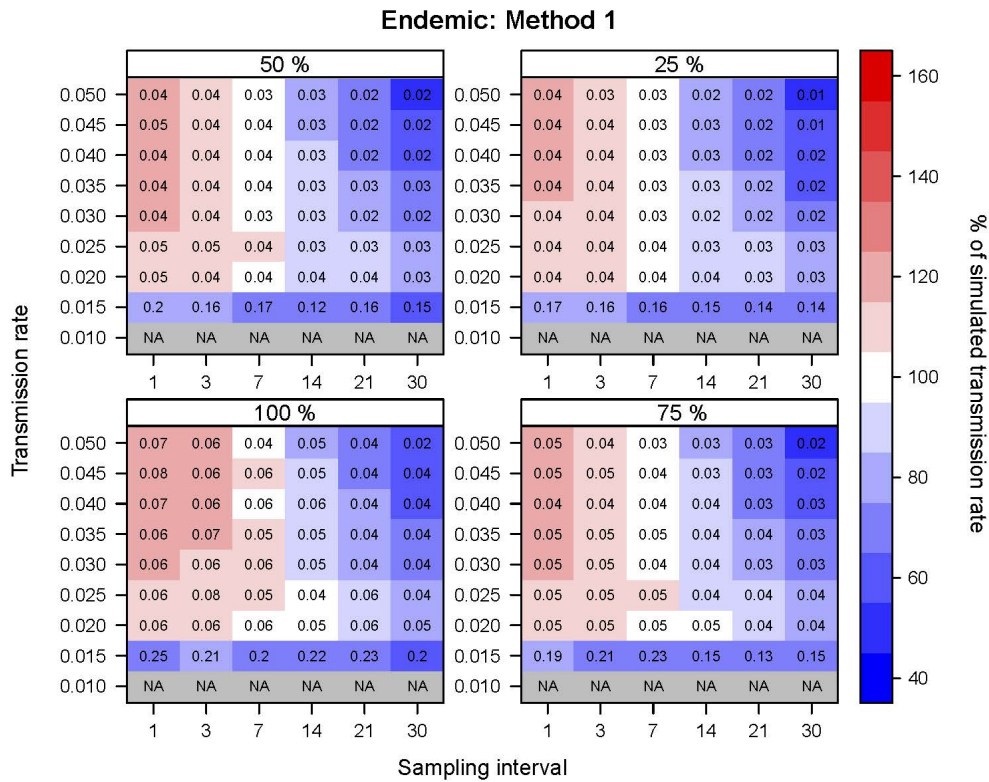 Endemic: Method 1
50 %
25 %
0.050 0.04 0.04 0.03 0.03 0.02 0.02 0.050 0.04 0.03 0.03 0.02 0.02 0.01
0.045 0.05 0.04 0.04 0.03 0.02 0.02 0.045 0.04 0.04 0.03 0.02 0.02 0.01
0.040 0.04 0.04 0.04 0.03 0.02 0.02 0.040 0.04 0.04 0.03 0.03 0.02 0.02
0.035 0.04 0.04 0.04 0.03 0.03 0.03 0.035 0.04 0.04 0.03 0.03 0.02 0.02
0.030 0.04 0.04 0.03 0.03 0.02 0.02 0.030 0.04 0.04 0.03 0.02 0.02 0.02
0.025 0.05 0.05 0.04 0.03 0.03 0.03 0.025 0.04 0.04 0.04 0.03 0.03 0.03
0.020 0.05 0.04 0.04 0.04 0.04 0.03 0.020 0.04 0.04 0.04 0.04 0.03 0.03
0.015 0.2 0.16 0.17 0.12 0.16 0.15 0.015 0.17 0.16 0.16 0.15 0.14 0.14
0.010 NA NA NA NA NA NA 0.010 NA NA NA NA NA NA
1 3 7 14 21 30 1 3 7 14 21 30
100 %
75 %
0.050 0.07 0.06 0.04 0.05 0.04 0.02 0.050 0.05 0.04 0.03 0.03 0.03 0.02
0.045 0.08 0.06 0.06 0.05 0.04 0.04 0.045 0.05 0.04 0.04 0.03 0.03 0.02
0.040 0.07 0.06 0.06 0.06 0.04 0.04 0.040 0.04 0.04 0.04 0.04 0.03 0.03
0.035 0.06 0.07 0.05 0.05 0.04 0.04 0.035 0.05 0.05 0.05 0.04 0.04 0.03
0.030 0.06 0.06 0.06 0.05 0.04 0.04 0.030 0.05 0.05 0.04 0.04 0.03 0.03
0.025 0.06 0.08 0.05 0.04 0.06 0.04 0.025 0.05 0.05 0.05 0.04 0.04 0.04
0.020 0.06 0.06 0.06 0.06 0.06 0.05 0.020 0.05 0.05 0.05 0.05 0.04 0.04
0.015 0.25 0.21 0.2 0.22 0.23 0.2 0.015 0.19 0.21 0.23 0.15 0.13 0.15
0.010 NA NA NA NA NA NA 0.010 NA NA NA NA NA NA
1 3 7 14 21 30 1 3 7 14 21 30
Transmission rate
Sampling interval
160
140
120
100
80
60
40
% of simulated transmission rate